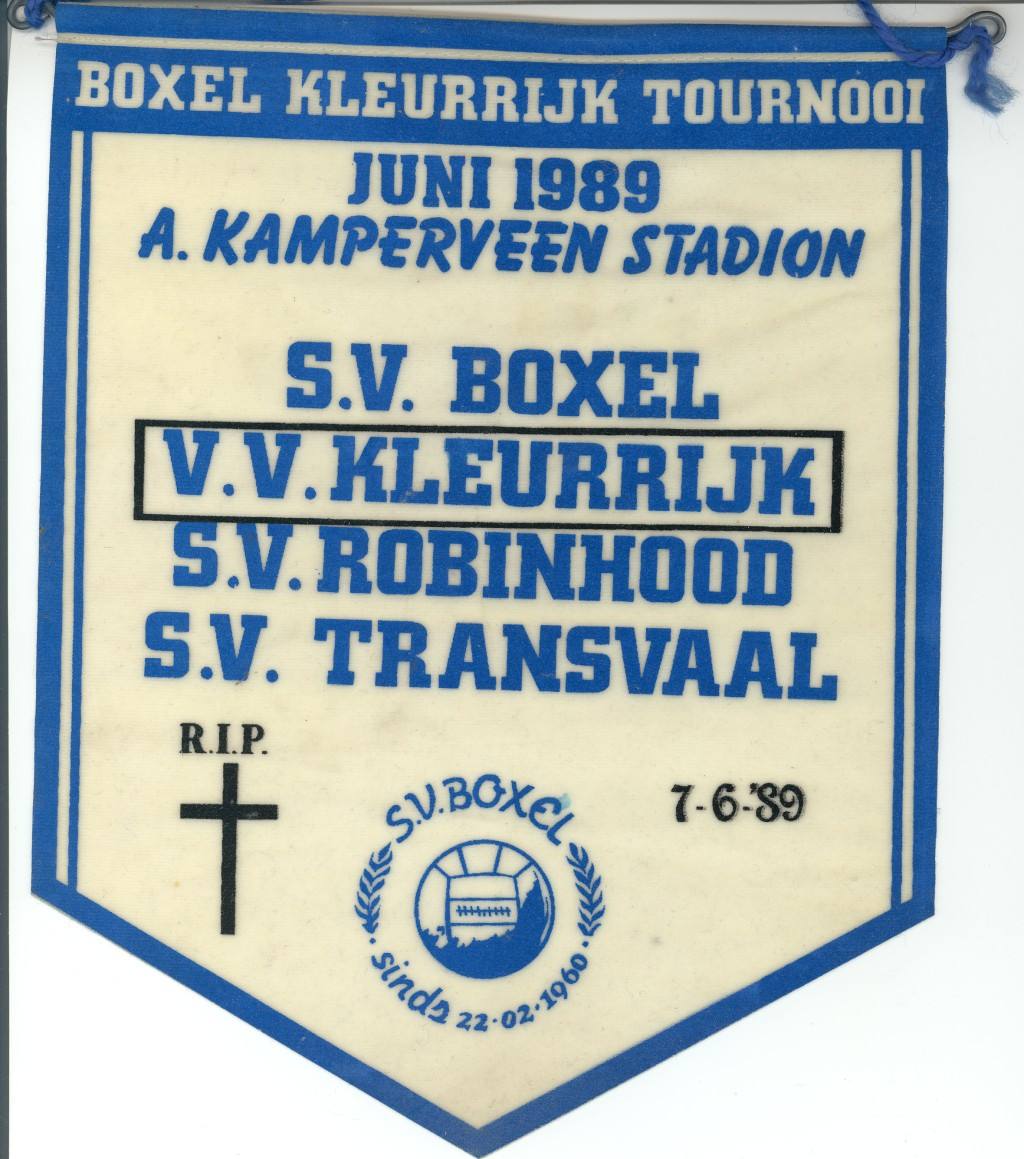 BOXEL KLEURRIJK TOURNOOI
JUNI 1989
A. KAMPERVEEN STADION
S.V. BOXEL
V.V. KLEURRIJK
S.V. ROBINHOOD
S.V. TRANSVAAL
R.I.P.
7-6-'89
S.V. BOXEL
sinds 22·02·1960